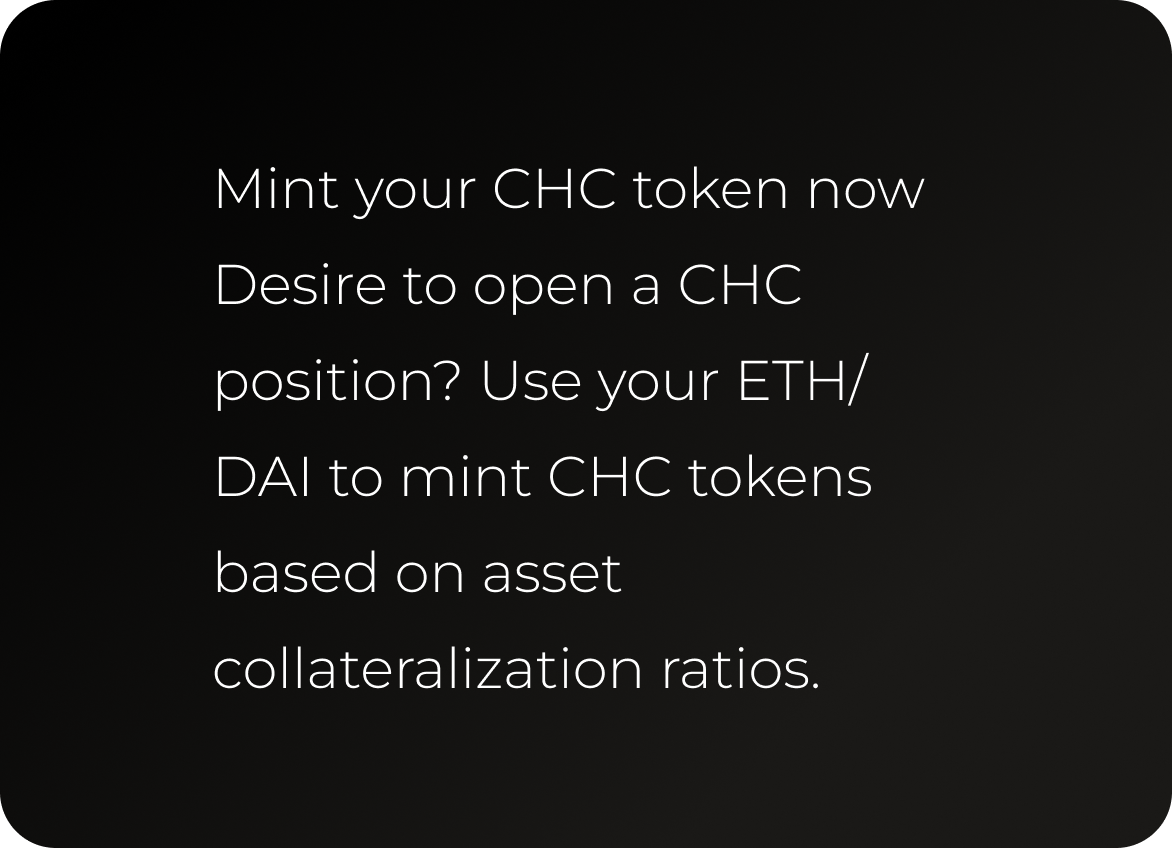 Mint your CHC token now
Desire to open a CHC
position? Use your ETH/
DAI to mint CHC tokens
based on asset
collateralization ratios.